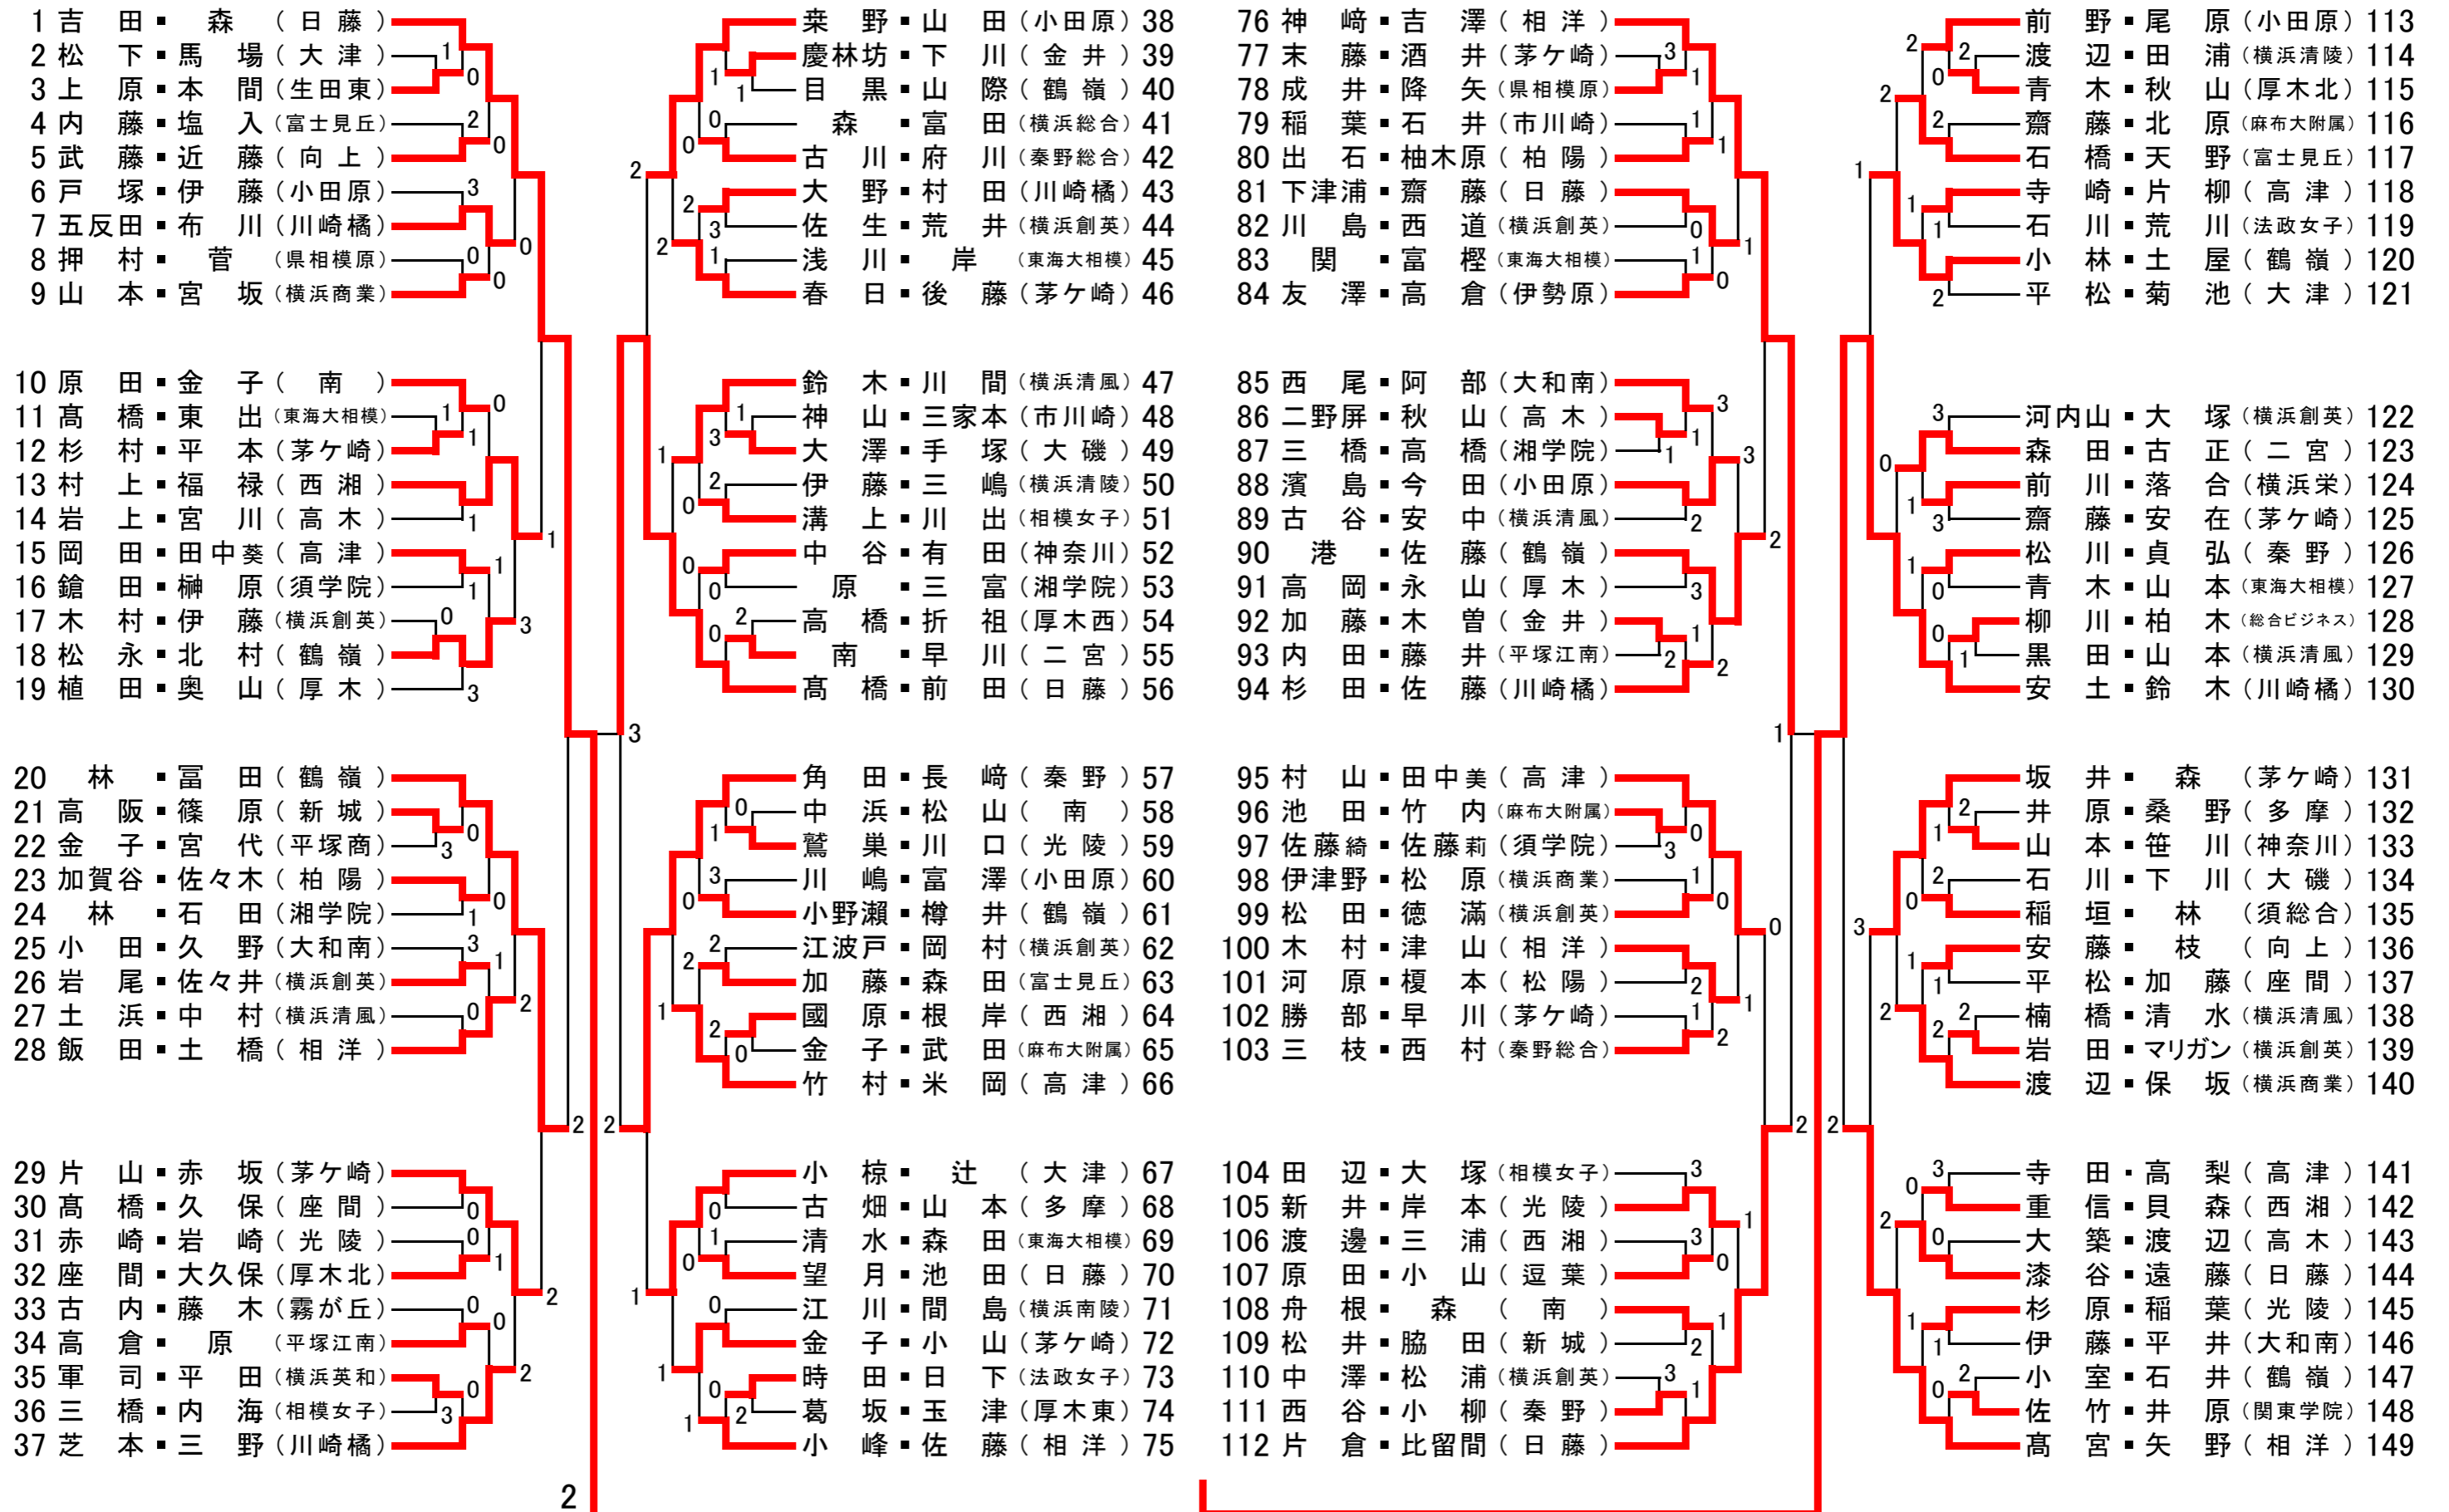 1 吉田・森(日藤)
2 松下・馬場(大津)
3 上原・本間(生田東)
4 内藤・塩入(富士見丘)
5 武藤・近藤(向上)
6 戸塚・伊藤(小田原)
7 五反田・布川(川崎橘)
8 押村・菅(県相模原)
9 山本・宮坂(横浜商業)
10 原田・金子(南)
11 髙橋・東出(東海大相模)
12 杉村・平本(茅ケ崎)
13 村上・福禄(西湘)
14 岩上・宮川(高木)
15 岡田・田中葵(高津)
16 鎗田・榊原(須学院)
17 木村・伊藤(横浜創英)
18 松永・北村(鶴嶺)
19 植田・奥山(厚木)
20 林・冨田(鶴嶺)
21 高阪・篠原(新城)
22 金子・宮代(平塚商)
23 加賀谷・佐々木(柏陽)
24 林・石田(湘学院)
25 小田・久野(大和南)
26 岩尾・佐々井(横浜創英)
27 土浜・中村(横浜清風)
28 飯田・土橋(相洋)
29 片山・赤坂(茅ケ崎)
30 髙橋・久保(座間)
31 赤崎・岩崎(光陵)
32 座間・大久保(厚木北)
33 古内・藤木(霧が丘)
34 高倉・原(平塚江南)
35 軍司・平田(横浜英和)
36 三橋・内海(相模女子)
37 芝本・三野(川崎橘)
2
桒野・山田(小田原) 38
慶林坊・下川(金井) 39
目黒・山際(鶴嶺) 40
森・富田(横浜総合) 41
古川・府川(秦野総合) 42
大野・村田(川崎橘) 43
佐生・荒井(横浜創英) 44
浅川・岸(東海大相模) 45
春日・後藤(茅ケ崎) 46
鈴木・川間(横浜清風) 47
神山・三家本(市川崎) 48
大澤・手塚(大磯) 49
伊藤・三嶋(横浜清陵) 50
溝上・川出(相模女子) 51
中谷・有田(神奈川) 52
原・三富(湘学院) 53
高橋・折祖(厚木西) 54
南・早川(二宮) 55
髙橋・前田(日藤) 56
角田・長﨑(秦野) 57
中浜・松山(南) 58
鷲巣・川口(光陵) 59
川嶋・富澤(小田原) 60
小野瀬・樽井(鶴嶺) 61
江波戸・岡村(横浜創英) 62
加藤・森田(富士見丘) 63
國原・根岸(西湘) 64
金子・武田(麻布大附属) 65
竹村・米岡(高津) 66
小椋・辻(大津) 67
古畑・山本(多摩) 68
清水・森田(東海大相模) 69
望月・池田(日藤) 70
江川・間島(横浜南陵) 71
金子・小山(茅ケ崎) 72
時田・日下(法政女子) 73
葛坂・玉津(厚木東) 74
小峰・佐藤(相洋) 75
76 神﨑・吉澤(相洋)
77 末藤・酒井(茅ケ崎)
78 成井・降矢(県相模原)
79 稲葉・石井(市川崎)
80 出石・柚木原(柏陽)
81 下津浦・齋藤(日藤)
82 川島・西道(横浜創英)
83 関・富樫(東海大相模)
84 友澤・高倉(伊勢原)
85 西尾・阿部(大和南)
86 二野屏・秋山(高木)
87 三橋・高橋(湘学院)
88 濱島・今田(小田原)
89 古谷・安中(横浜清風)
90 港・佐藤(鶴嶺)
91 高岡・永山(厚木)
92 加藤・木曽(金井)
93 内田・藤井(平塚江南)
94 杉田・佐藤(川崎橘)
95 村山・田中美(高津)
96 池田・竹内(麻布大附属)
97 佐藤綺・佐藤莉(須学院)
98 伊津野・松原(横浜商業)
99 松田・徳滿(横浜創英)
100 木村・津山(相洋)
101 河原・榎本(松陽)
102 勝部・早川(茅ケ崎)
103 三枝・西村(秦野総合)
104 田辺・大塚(相模女子)
105 新井・岸本(光陵)
106 渡邊・三浦(西湘)
107 原田・小山(逗葉)
108 舟根・森(南)
109 松井・脇田(新城)
110 中澤・松浦(横浜創英)
111 西谷・小柳(秦野)
112 片倉・比留間(日藤)
前野・尾原(小田原) 113
渡辺・田浦(横浜清陵) 114
青木・秋山(厚木北) 115
齋藤・北原(麻布大附属) 116
石橋・天野(富士見丘) 117
寺崎・片柳(高津) 118
石川・荒川(法政女子) 119
小林・土屋(鶴嶺) 120
平松・菊池(大津) 121
河内山・大塚(横浜創英) 122
森田・古正(二宮) 123
前川・落合(横浜栄) 124
齋藤・安在(茅ケ崎) 125
松川・貞弘(秦野) 126
青木・山本(東海大相模) 127
柳川・柏木(総合ビジネス) 128
黒田・山本(横浜清風) 129
安土・鈴木(川崎橘) 130
坂井・森(茅ケ崎) 131
井原・桑野(多摩) 132
山本・笹川(神奈川) 133
石川・下川(大磯) 134
稲垣・林(須総合) 135
安藤・枝(向上) 136
平松・加藤(座間) 137
楠橋・清水(横浜清風) 138
岩田・マリガン(横浜創英) 139
渡辺・保坂(横浜商業) 140
寺田・高梨(高津) 141
重信・貝森(西湘) 142
大築・渡辺(高木) 143
漆谷・遠藤(日藤) 144
杉原・稲葉(光陵) 145
伊藤・平井(大和南) 146
小室・石井(鶴嶺) 147
佐竹・井原(関東学院) 148
髙宮・矢野(相洋) 149